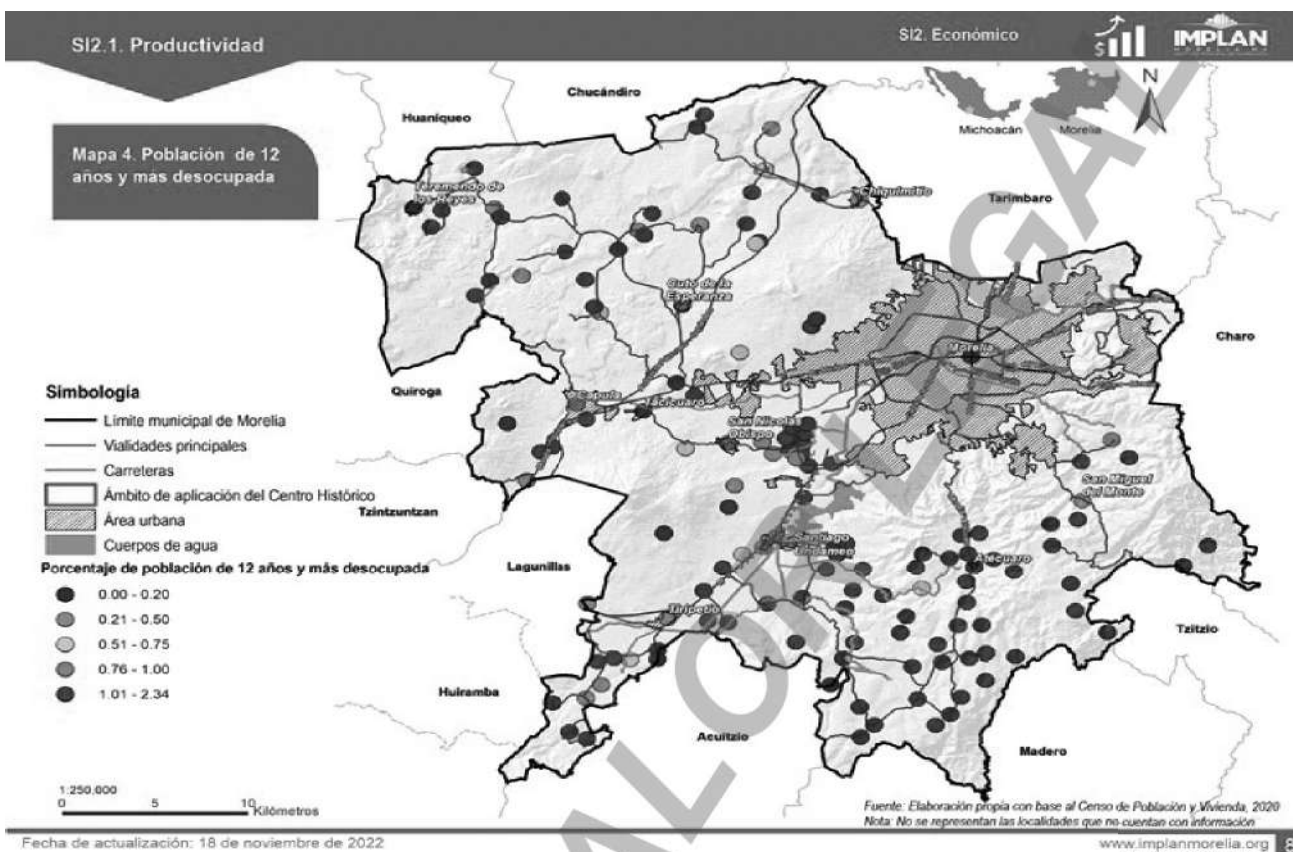 SI2.1. Productividad
SI2. Económico
$
IMPLAN
MORELIA MX
Mapa 4. Población de 12
años y más desocupada
N
Michoacán
Morelia
Chucándiro
Huaniqueo
Teremendo de
los Reyes
Chiquimitío
Tarímbaro
Cuto de la
Esperanza
Morelia
Charo
Quiroga
Capula
Tacícuaro
San Nicolás
Obispo
San Miguel
del Monte
Tzintzuntzan
Santiago
Undameo
Atécuaro
Lagunillas
Tiripetío
Tzitzio
Huiramba
Acuitzio
Madero
Simbología
Límite municipal de Morelia
Vialidades principales
Carreteras
Ámbito de aplicación del Centro Histórico
Área urbana
Cuerpos de agua
Porcentaje de población de 12 años y más desocupada
0.00 - 0.20
0.21 - 0.50
0.51 - 0.75
0.76 - 1.00
1.01 - 2.34
1:250,000
0 5 10
Kilómetros
Fuente: Elaboración propia con base al Censo de Población y Vivienda, 2020
Nota: No se representan las localidades que no cuentan con información
Fecha de actualización: 18 de noviembre de 2022
www.implanmorelia.org
8
VALOR LEGAL